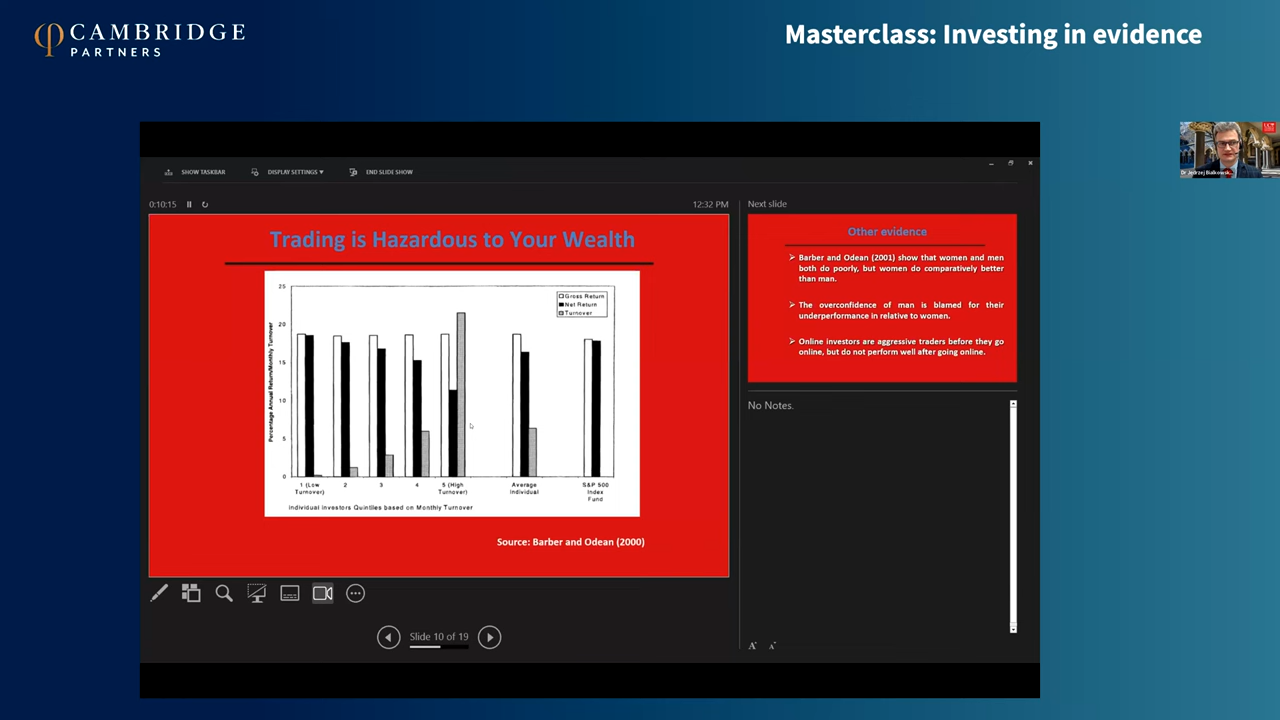 CAMBRIDGE
PARTNERS
Masterclass: Investing in evidence
SHOW TASKBAR
DISPLAY SETTINGS ▾
END SLIDE SHOW
0:10:15
12:32 PM
Next slide
Trading is Hazardous to Your Wealth
25
20
15
10
5
0
Percentage Annual Return/Monthly Turnover
Gross Return
Net Return
Turnover
1 (Low
Turnover)
2
3
4
5 (High
Turnover)
Average
Individual
S&P 500
Index
Fund
Individual Investors Quintiles based on Monthly Turnover
Source: Barber and Odean (2000)
Slide 10 of 19
Other evidence
Barber and Odean (2001) show that women and men
both do poorly, but women do comparatively better
than man.
The overconfidence of man is blamed for their
underperformance in relative to women.
Online investors are aggressive traders before they go
online, but do not perform well after going online.
No Notes.
A
A
Dr Jedrzej Bialkowsk...